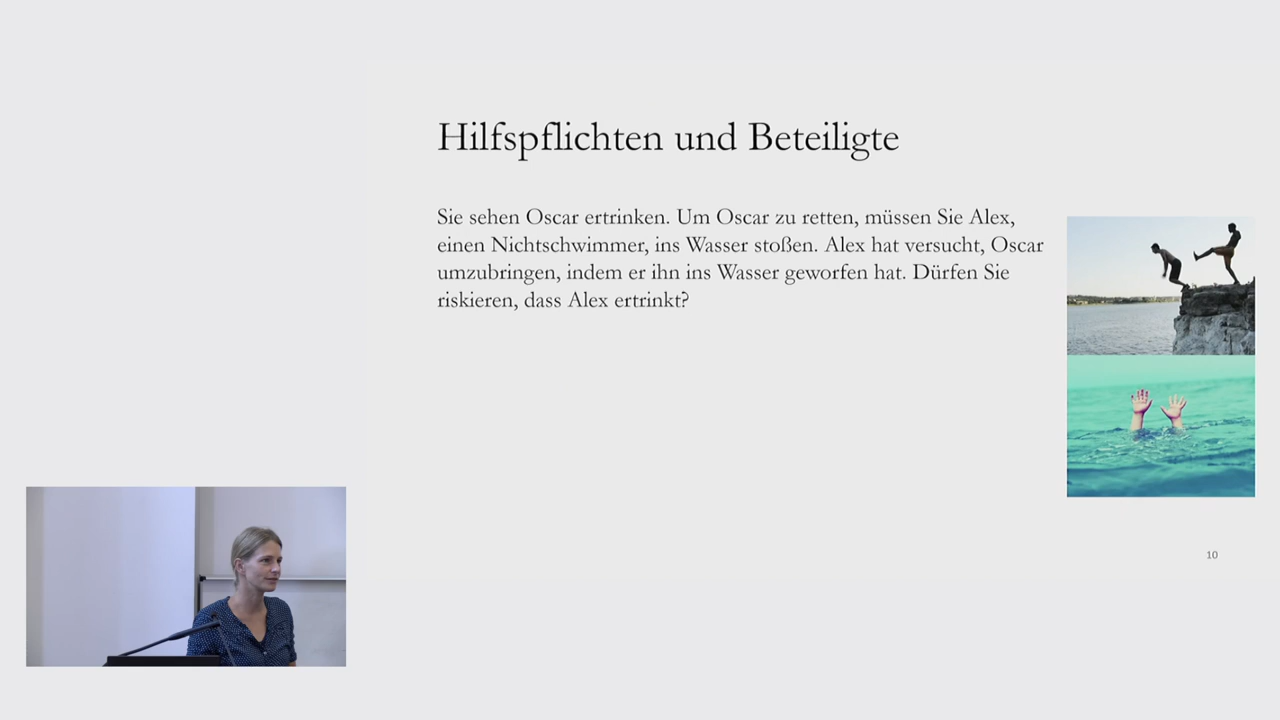 Hilfspflichten und Beteiligte
Sie sehen Oscar ertrinken. Um Oscar zu retten, müssen Sie Alex,
einen Nichtschwimmer, ins Wasser stoßen. Alex hat versucht, Oscar
umzubringen, indem er ihn ins Wasser geworfen hat. Dürfen Sie
riskieren, dass Alex ertrinkt?
10